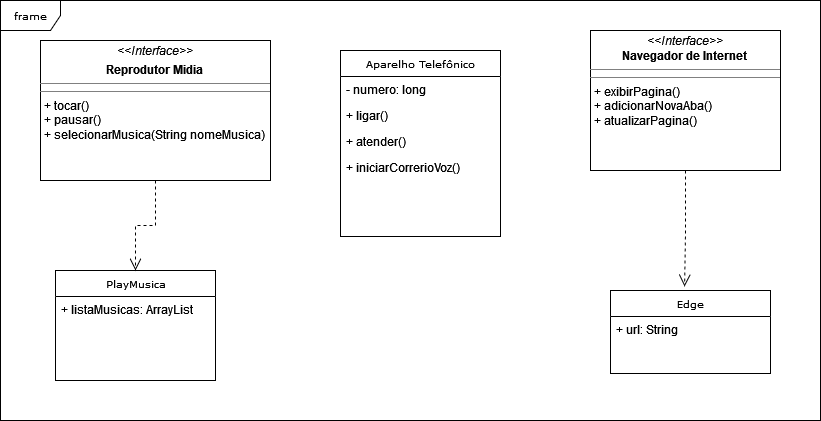 frame
<<Interface>>
Reprodutor Midia
+ tocar()
+ pausar()
+ selecionarMusica(String nomeMusica)
Aparelho Telefônico
- numero: long
+ ligar()
+ atender()
+ iniciarCorrerioVoz()
<<Interface>>
Navegador de Internet
+ exibirPagina()
+ adicionarNovaAba()
+ atualizarPagina()
PlayMusica
+ listaMusicas: ArrayList
Edge
+ url: String